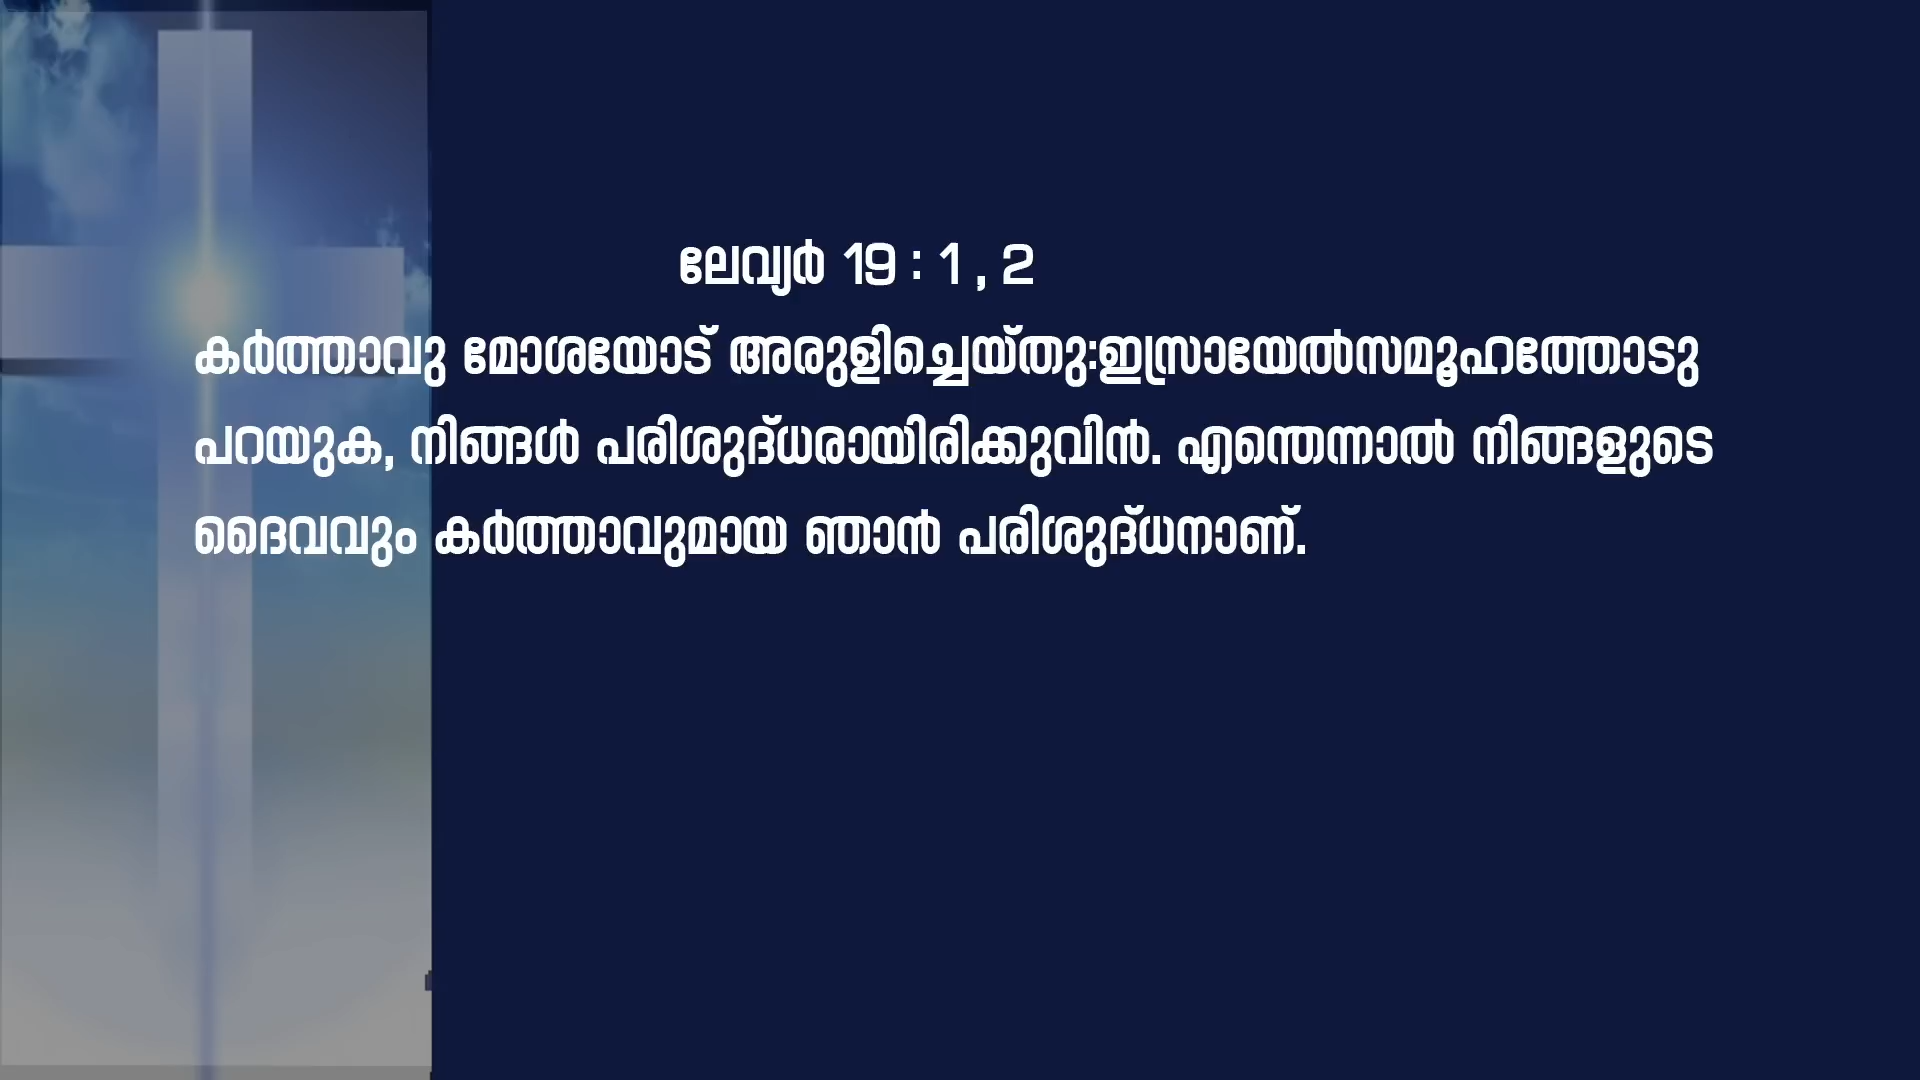 ലേവ്യർ 19 : 1 , 2
കർത്താവു മോശയോട് അരുളിച്ചെയ്തു:ഇസ്രായേൽസമൂഹത്തോടു
പറയുക, നിങ്ങൾ പരിശുദ്ധരായിരിക്കുവിൻ. എന്തെന്നാൽ നിങ്ങളുടെ
ദൈവവും കർത്താവുമായ ഞാൻ പരിശുദ്ധനാണ്.